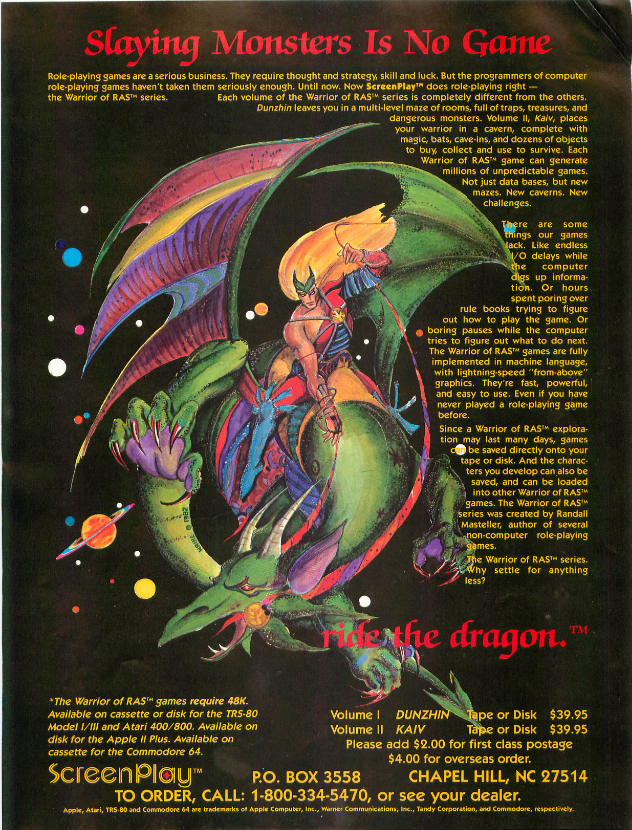 Slaying Monsters Is No Game
Role-playing games are a serious business. They require thought and strategy, skill and luck. But the programmers of computer
role-playing games haven't taken them seriously enough. Until now. Now ScreenPlay™ does role-playing right —
the Warrior of RAS™ series. Each volume of the Warrior of RAS™ series is completely different from the others.
Dunzhin leaves you in a multi-level maze of rooms, full of traps, treasures, and
dangerous monsters. Volume II, Kaiv, places
your warrior in a cavern, complete with
magic, bats, cave-ins, and dozens of objects
to buy, collect and use to survive. Each
Warrior of RAS™ game can generate
millions of unpredictable games.
Not just data bases, but new
mazes. New caverns. New
challenges.
There are some
things our games
lack. Like endless
I/O delays while
the computer
digs up informa-
tion. Or hours
spent poring over
rule books trying to figure
out how to play the game. Or
boring pauses while the computer
tries to figure out what to do next.
The Warrior of RAS™ games are fully
implemented in machine language,
with lightning-speed "from-above"
graphics. They're fast, powerful,
and easy to use. Even if you have
never played a role-playing game
before.
Since a Warrior of RAS™ explora-
tion may last many days, games
can be saved directly onto your
tape or disk. And the charac-
ters you develop can also be
saved, and can be loaded
into other Warrior of RAS™
games. The Warrior of RAS™
series was created by Randall
Masteller, author of several
non-computer role-playing
games.
The Warrior of RAS™ series.
Why settle for anything
less?
© 1982
ride the dragon.™
*The Warrior of RAS™ games require 48K.
Available on cassette or disk for the TRS-80
Model I/III and Atari 400/800. Available on
disk for the Apple II Plus. Available on
cassette for the Commodore 64.
Volume I DUNZHIN Tape or Disk $39.95
Volume II KAIV Tape or Disk $39.95
Please add $2.00 for first class postage
$4.00 for overseas order.
ScreenPlay™ P.O. BOX 3558 CHAPEL HILL, NC 27514
TO ORDER, CALL: 1-800-334-5470, or see your dealer.
Apple, Atari, TRS-80 and Commodore 64 are trademarks of Apple Computer, Inc., Warner Communications, Inc., Tandy Corporation, and Commodore, respectively.